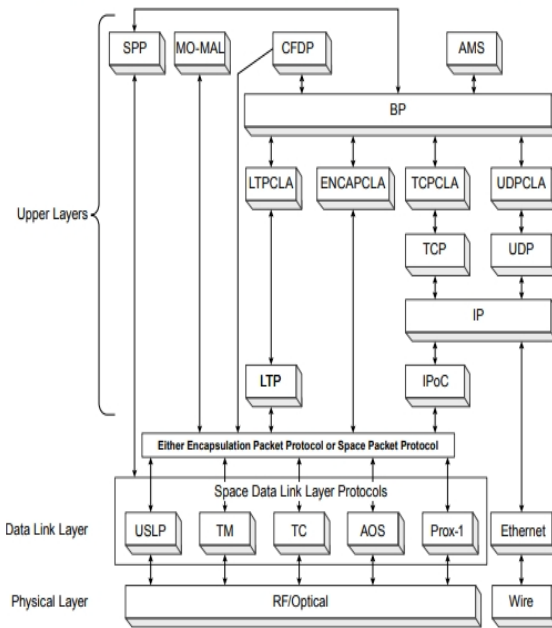 SPP
MO-MAL
CFDP
AMS
BP
LTPCLA
ENCAPCLA
TCPCLA
UDPCLA
Upper Layers
TCP
UDP
IP
LTP
IPoC
Either Encapsulation Packet Protocol or Space Packet Protocol
Space Data Link Layer Protocols
Data Link Layer
USLP
TM
TC
AOS
Prox-1
Ethernet
Physical Layer
RF/Optical
Wire